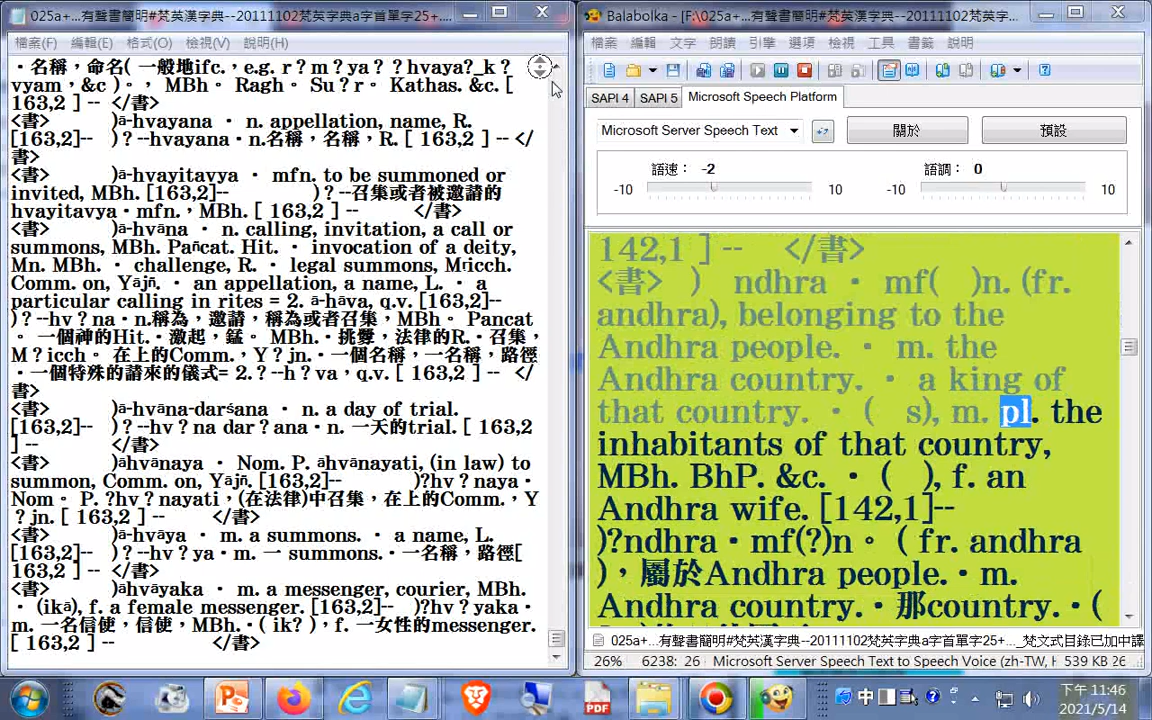 025a+...有聲書簡明#梵英漢字典--20111102梵英字典a字首單字25+...
檔案(F) 編輯(E) 格式(O) 檢視(V) 說明(H)
・名稱，命名( 一般地ifc.，e.g. r？m？ya？？hvaya?_k？
vyam，&c )。，MBh。Ragh。Su？r。Kathas. &c. [
163,2] -- </書>
<書> )ā-hvayana ・ n. appellation, name, R.
[163,2]-- )？--hvayana・n.名稱，名稱，R. [ 163,2 ] -- </
書>
<書> )ā-hvayitavya ・ mfn. to be summoned or
invited, MBh. [163,2]-- )？--召集或者被邀請的
hvayitavya・mfn.，MBh. [ 163,2 ] -- </書>
<書> )ā-hvāna ・ n. calling, invitation, a call or
summons, MBh. Pañcat. Hit. ・ invocation of a deity,
Mn. MBh. ・ challenge, R. ・ legal summons, Mṛicch.
Comm. on, Yājñ. ・ an appellation, a name, L. ・ a
particular calling in rites = 2. ā-hāva, q.v. [163,2]--
)？--hv？na・n.稱為，邀請，稱為或者召集，MBh。Pancat
。一個神的Hit.・激起，錳。MBh.・挑釁，法律的R.・召集，
M？icch。 在上的Comm.，Y？jn.・一個名稱，一名稱，路徑
・一個特殊的請來的儀式= 2.？--h？va，q.v. [ 163,2 ] -- </
書>
<書> )ā-hvāna-darśana ・ n. a day of trial.
[163,2]-- )？--hv？na dar？ana・n. 一天的trial. [ 163,2
] -- </書>
<書> )āhvānaya ・ Nom. P. āhvānayati, (in law) to
summon, Comm. on, Yājñ. [163,2]-- )?hv？naya・
Nom。P. ?hv？nayati，(在法律)中召集，在上的Comm.，Y
？jn. [ 163,2 ] -- </書>
<書> )ā-hvāya ・ m. a summons. ・ a name, L.
[163,2]-- )？--hv？ya・m. 一 summons.・一名稱，路徑[
163,2 ] -- </書>
<書> )āhvāyaka ・ m. a messenger, courier, MBh.
・ (ikā), f. a female messenger. [163,2]-- )?hv？yaka・
m. 一名信使，信使，MBh.・( ik？)，f. 一女性的messenger.
[ 163,2 ] -- </書>
Balabolka - [F:\025a+...有聲書簡明#梵英漢字典--20111102梵英字...
檔案 編輯 文字 朗讀 引擎 選項 檢視 工具 書籤 說明
SAPI 4 SAPI 5 Microsoft Speech Platform
Microsoft Server Speech Text 關於 預設
語速： -2 語調： 0
-10 10 -10 10
142,1 ] -- </書>
<書> ) ndhra ・ mf( )n. (fr.
andhra), belonging to the
Andhra people. ・ m. the
Andhra country. ・ a king of
that country. ・ ( s), m. pl. the
inhabitants of that country,
MBh. BhP. &c. ・ ( ), f. an
Andhra wife. [142,1]--
)?ndhra・mf(?)n。( fr. andhra
)，屬於Andhra people.・m.
Andhra country.・那country.・(
025a+...有聲書簡明#梵英漢字典--20111102梵英字典a字首單字25+..._梵文式目錄已加中譯
26% 6238: 26 Microsoft Server Speech Text to Speech Voice (zh-TW, H 539 KB 26
中
PDF
下午 11:46
2021/5/14